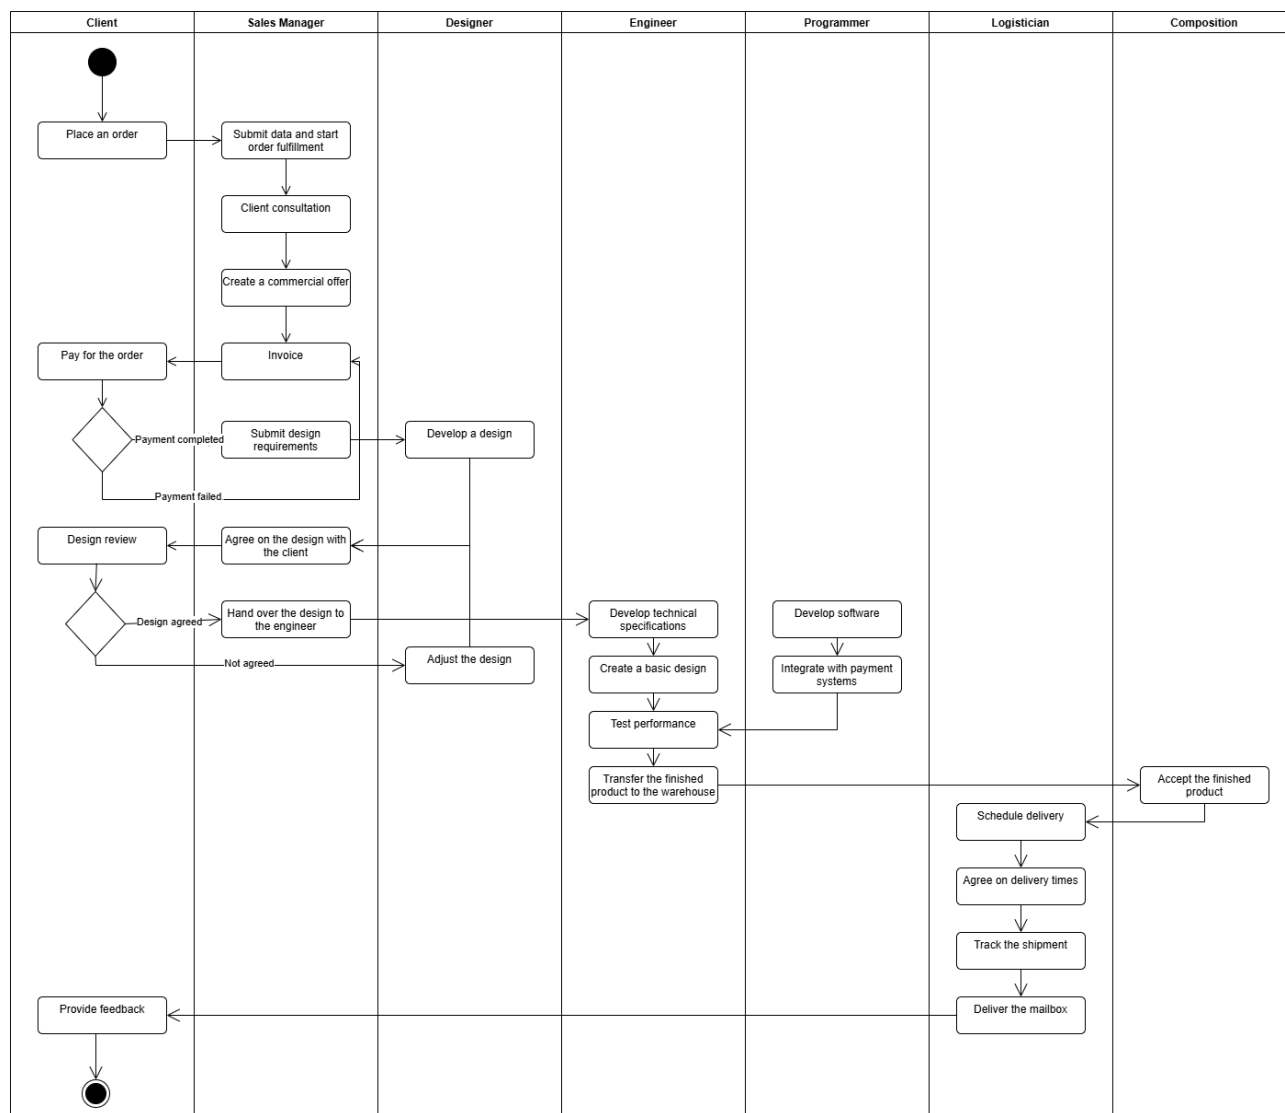 Client
Sales Manager
Designer
Engineer
Programmer
Logistician
Composition
Place an order
Submit data and start
order fulfillment
Client consultation
Create a commercial offer
Pay for the order
Invoice
Payment completed
Submit design
requirements
Develop a design
Payment failed
Design review
Agree on the design with
the client
Design agreed
Hand over the design to
the engineer
Develop technical
specifications
Develop software
Not agreed
Adjust the design
Create a basic design
Integrate with payment
systems
Test performance
Transfer the finished
product to the warehouse
Accept the finished
product
Schedule delivery
Agree on delivery times
Track the shipment
Provide feedback
Deliver the mailbox